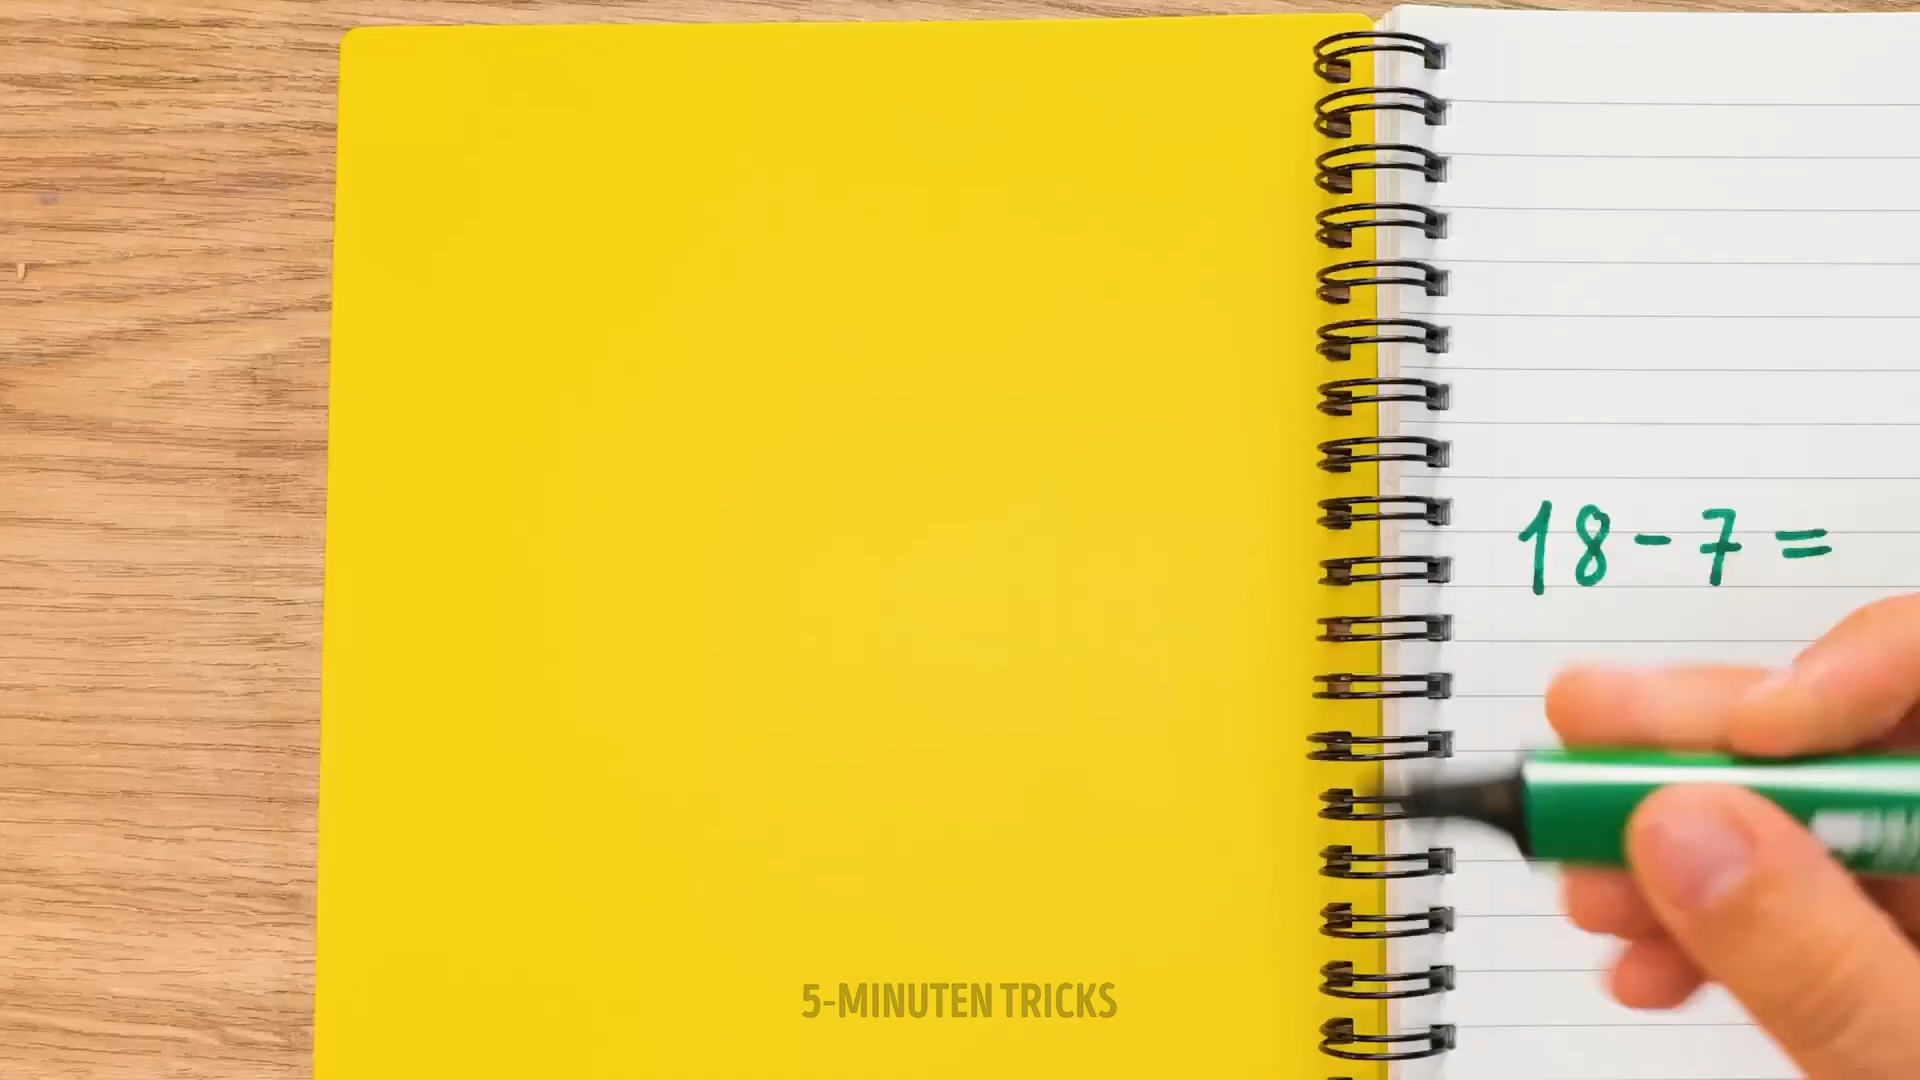 18 - 7 =
5-MINUTEN TRICKS